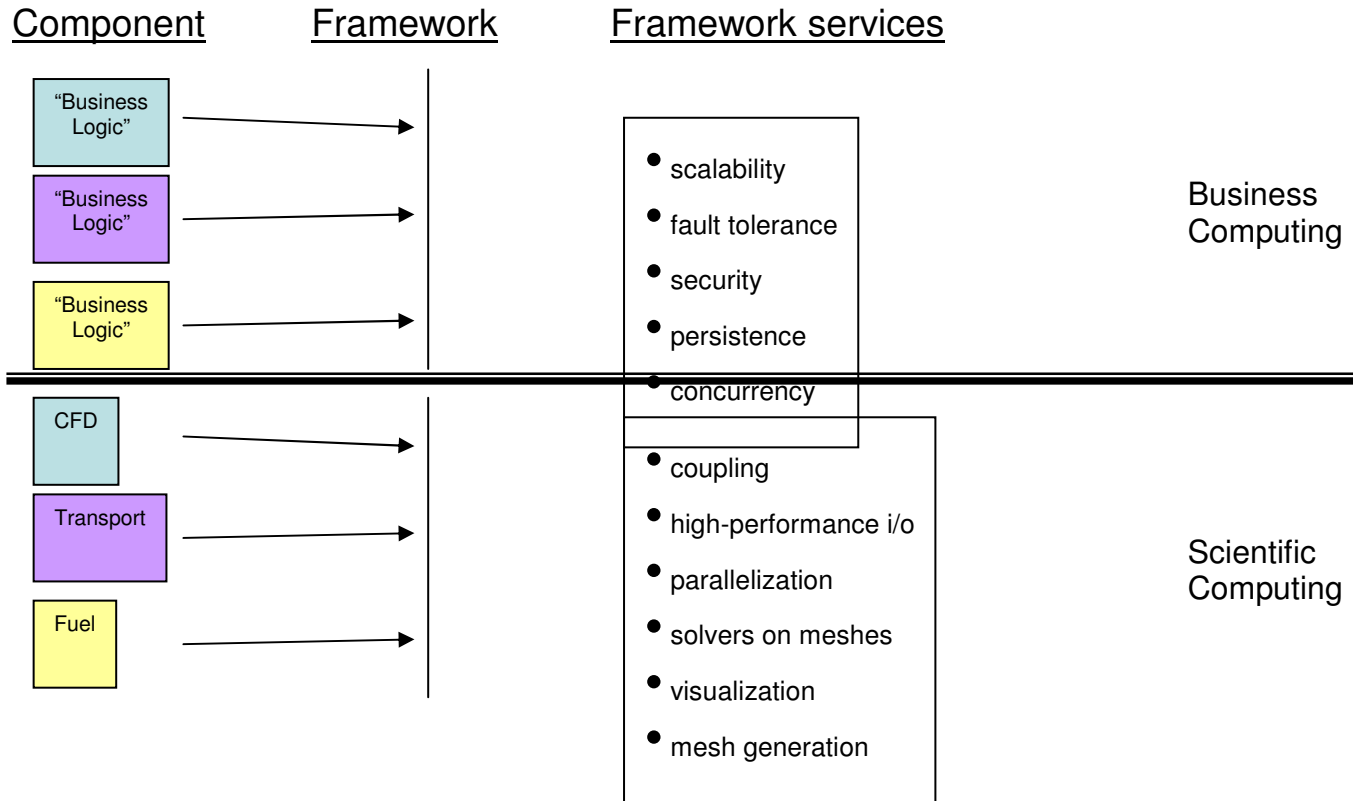 Component Framework Framework services
“Business
Logic”
“Business
Logic”
“Business
Logic”
• scalability
• fault tolerance
• security
• persistence
• concurrency
Business
Computing
CFD
Transport
Fuel
• coupling
• high-performance i/o
• parallelization
• solvers on meshes
• visualization
• mesh generation
Scientific
Computing